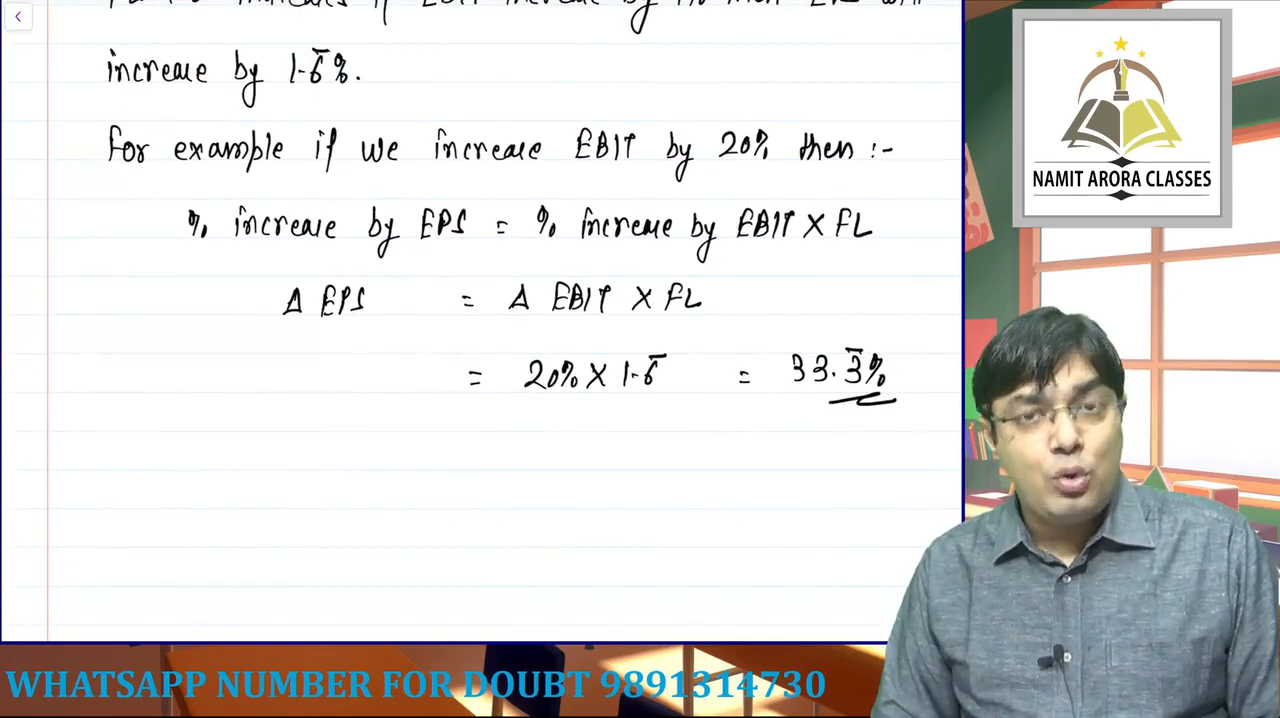 increase by 1.6̅%.
For example if we increase EBIT by 20% then :-
% increase by EPS = % increase by EBIT X FL
Δ EPS = Δ EBIT X FL
= 20% X 1.6̅ = 33.3̅%
NAMIT ARORA CLASSES
WHATSAPP NUMBER FOR DOUBT 9891314730